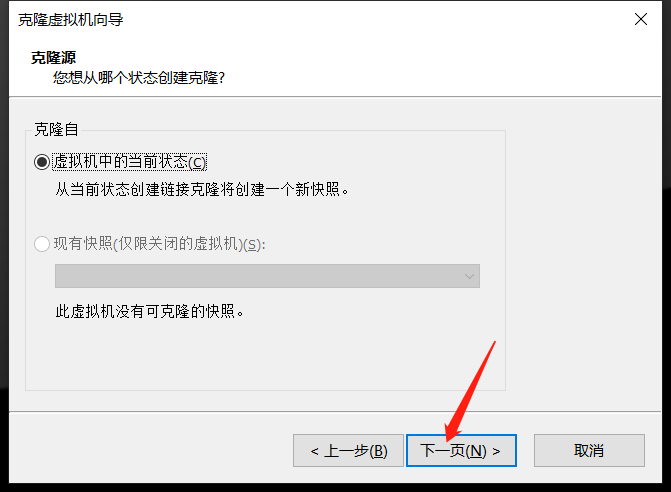 克隆虚拟机向导
克隆源
您想从哪个状态创建克隆?
克隆自
虚拟机中的当前状态(C)
从当前状态创建链接克隆将创建一个新快照。
现有快照(仅限关闭的虚拟机)(S):
此虚拟机没有可克隆的快照。
< 上一步(B) 下一页(N) > 取消